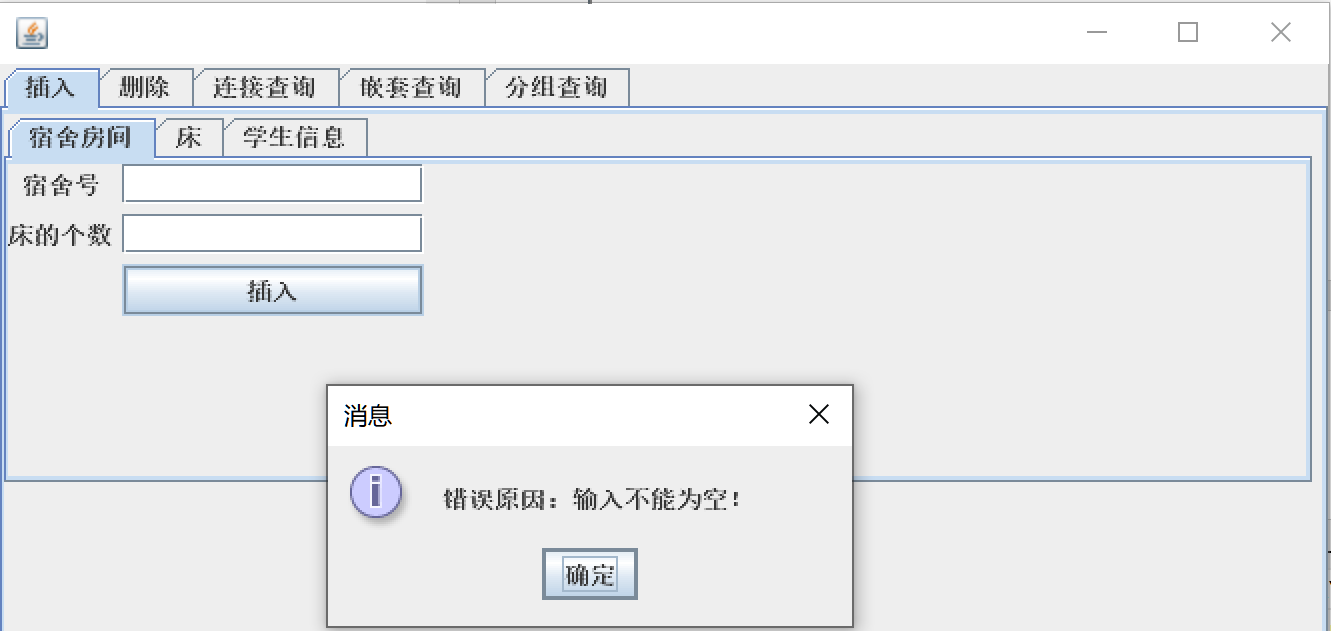 插入 删除 连接查询 嵌套查询 分组查询
宿舍房间 床 学生信息
宿舍号
床的个数
插入
消息
错误原因：输入不能为空！
确定